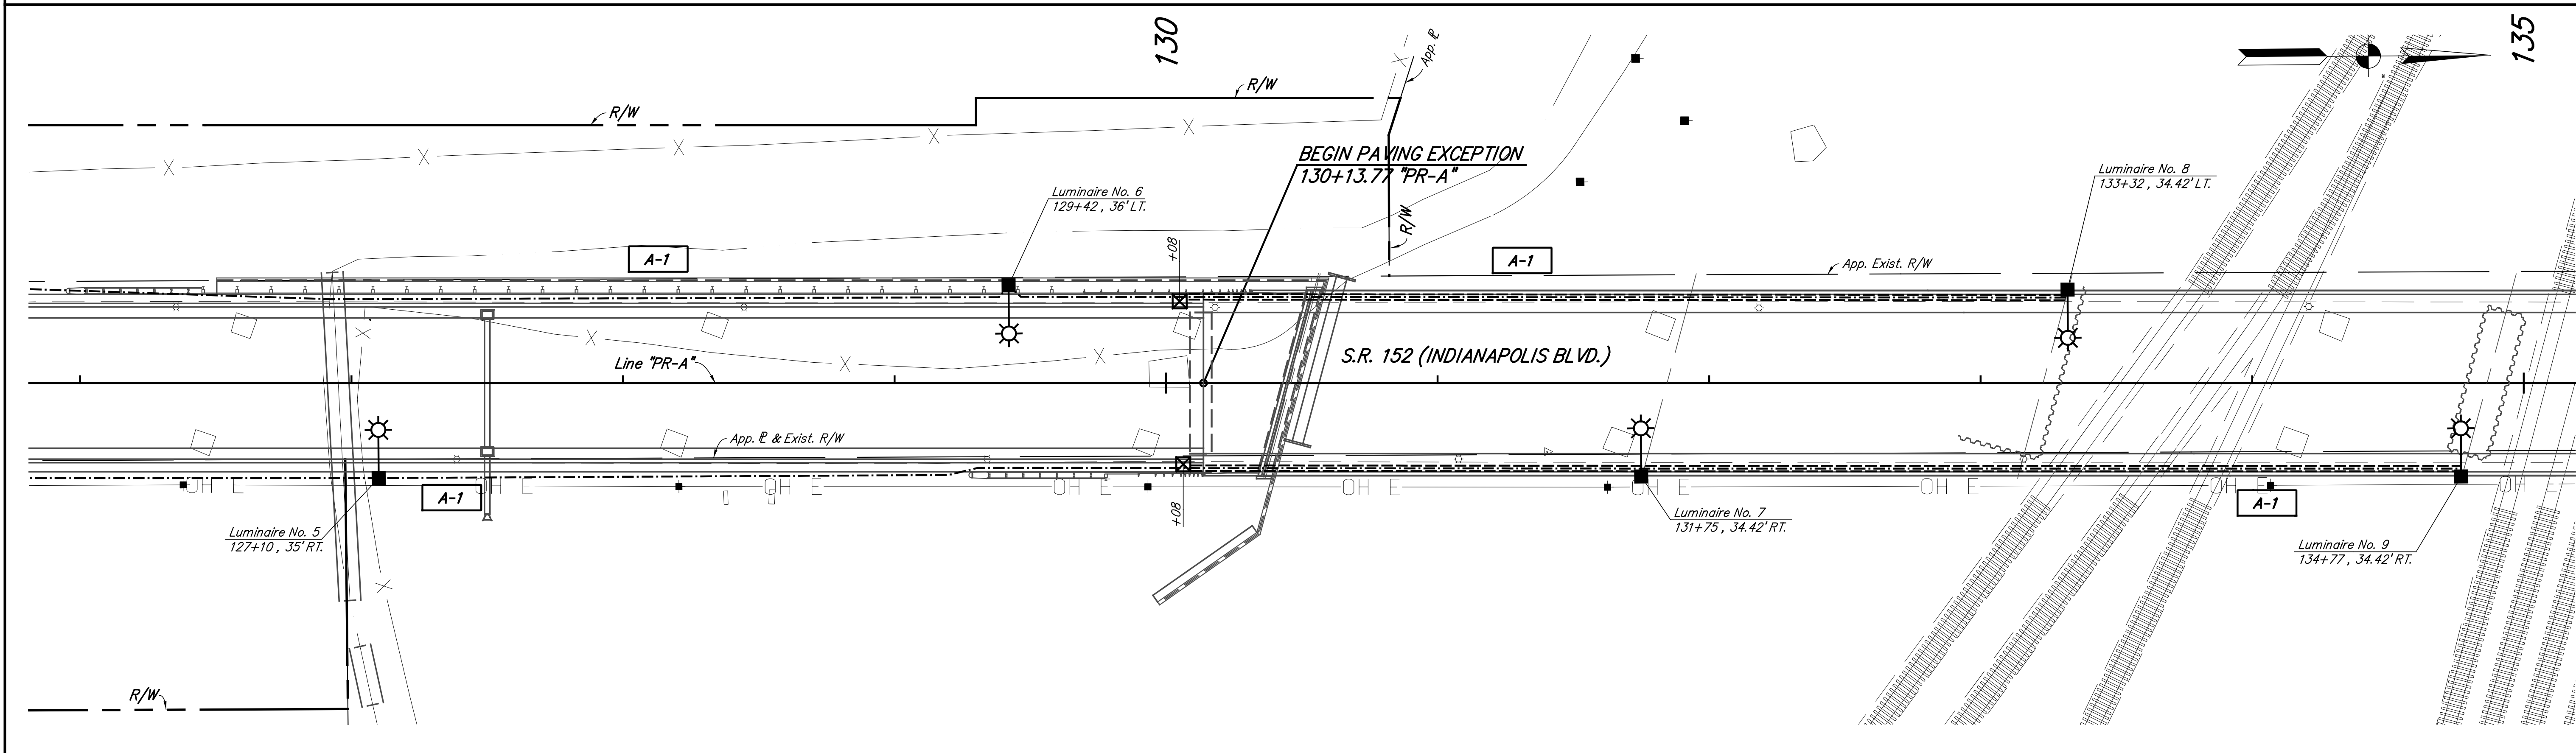 130
135
App. ⅊
R/W
R/W
BEGIN PAVING EXCEPTION
130+13.77 "PR-A"
Luminaire No. 8
133+32 , 34.42' LT.
Luminaire No. 6
129+42 , 36' LT.
R/W
+08
A-1
A-1
App. Exist. R/W
S.R. 152 (INDIANAPOLIS BLVD.)
Line "PR-A"
App. ⅊ & Exist. R/W
OH E
OH E
OH E
OH E
OH E
OH E
OH E
OH E
OH E
A-1
A-1
+08
Luminaire No. 7
131+75 , 34.42' RT.
Luminaire No. 5
127+10 , 35' RT.
Luminaire No. 9
134+77 , 34.42' RT.
R/W